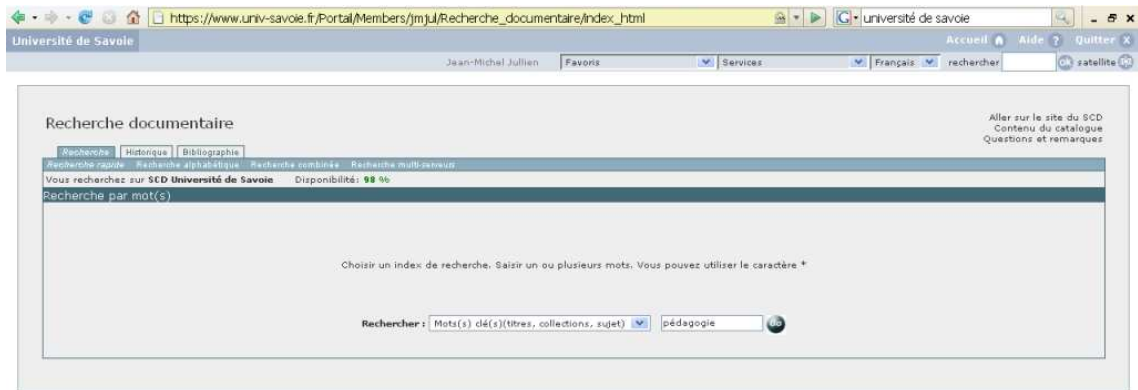 https://www.univ-savoie.fr/Portal/Members/jmjul/Recherche_documentaire/index_html
université de savoie
Université de Savoie
Accueil Aide ? Quitter X
Jean-Michel Jullien Favoris Services Français rechercher ok satellite
Recherche documentaire
Aller sur le site du SCD
Contenu du catalogue
Questions et remarques
Recherche Historique Bibliographie
Recherche rapide Recherche alphabétique Recherche combinée Recherche multi-serveurs
Vous recherchez sur SCD Université de Savoie Disponibilité: 98 %
Recherche par mot(s)
Choisir un index de recherche. Saisir un ou plusieurs mots. Vous pouvez utiliser le caractère *
Rechercher : Mots(s) clé(s)(titres, collections, sujet) pédagogie Go